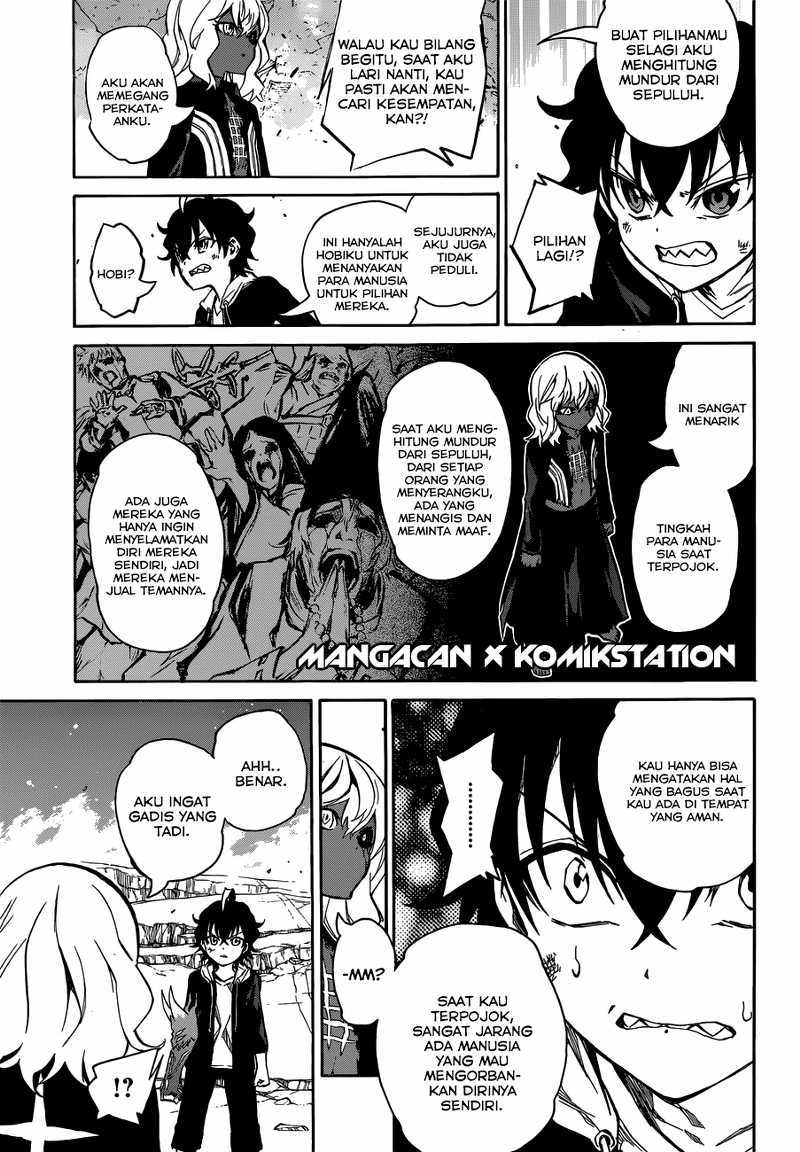 BUAT PILIHANMU
SELAGI AKU
MENGHITUNG
MUNDUR DARI
SEPULUH.
PILIHAN
LAGI!?
WALAU KAU BILANG
BEGITU, SAAT AKU
LARI NANTI, KAU
PASTI AKAN MEN-
CARI KESEMPATAN,
KAN?!
AKU AKAN
MEMEGANG
PERKATA-
ANKU.
SEJUJURNYA,
AKU JUGA
TIDAK
PEDULI.
INI HANYALAH
HOBIKU UNTUK
MENANYAKAN
PARA MANUSIA
UNTUK PILIHAN
MEREKA.
HOBI?
INI SANGAT
MENARIK
TINGKAH
PARA MANU-
SIA SAAT
TERPOJOK.
SAAT AKU MENG-
HITUNG MUNDUR
DARI SEPULUH,
DARI SETIAP
ORANG YANG
MENYERANGKU,
ADA YANG
MENANGIS DAN
MEMINTA MAAF.
ADA JUGA
MEREKA YANG
HANYA INGIN
MENYELAMATKAN
DIRI MEREKA
SENDIRI, JADI
MEREKA MEN-
JUAL TEMANNYA.
MANGACAN X KOMIKSTATION
KAU HANYA BISA
MENGATAKAN HAL
YANG BAGUS SAAT
KAU ADA DI TEMPAT
YANG AMAN.
..........
SAAT KAU
TERPOJOK,
SANGAT JARANG
ADA MANUSIA
YANG MAU
MENGORBAN-
KAN DIRINYA
SENDIRI.
-MM?
AHH..
BENAR.
AKU INGAT
GADIS YANG
TADI.
!?